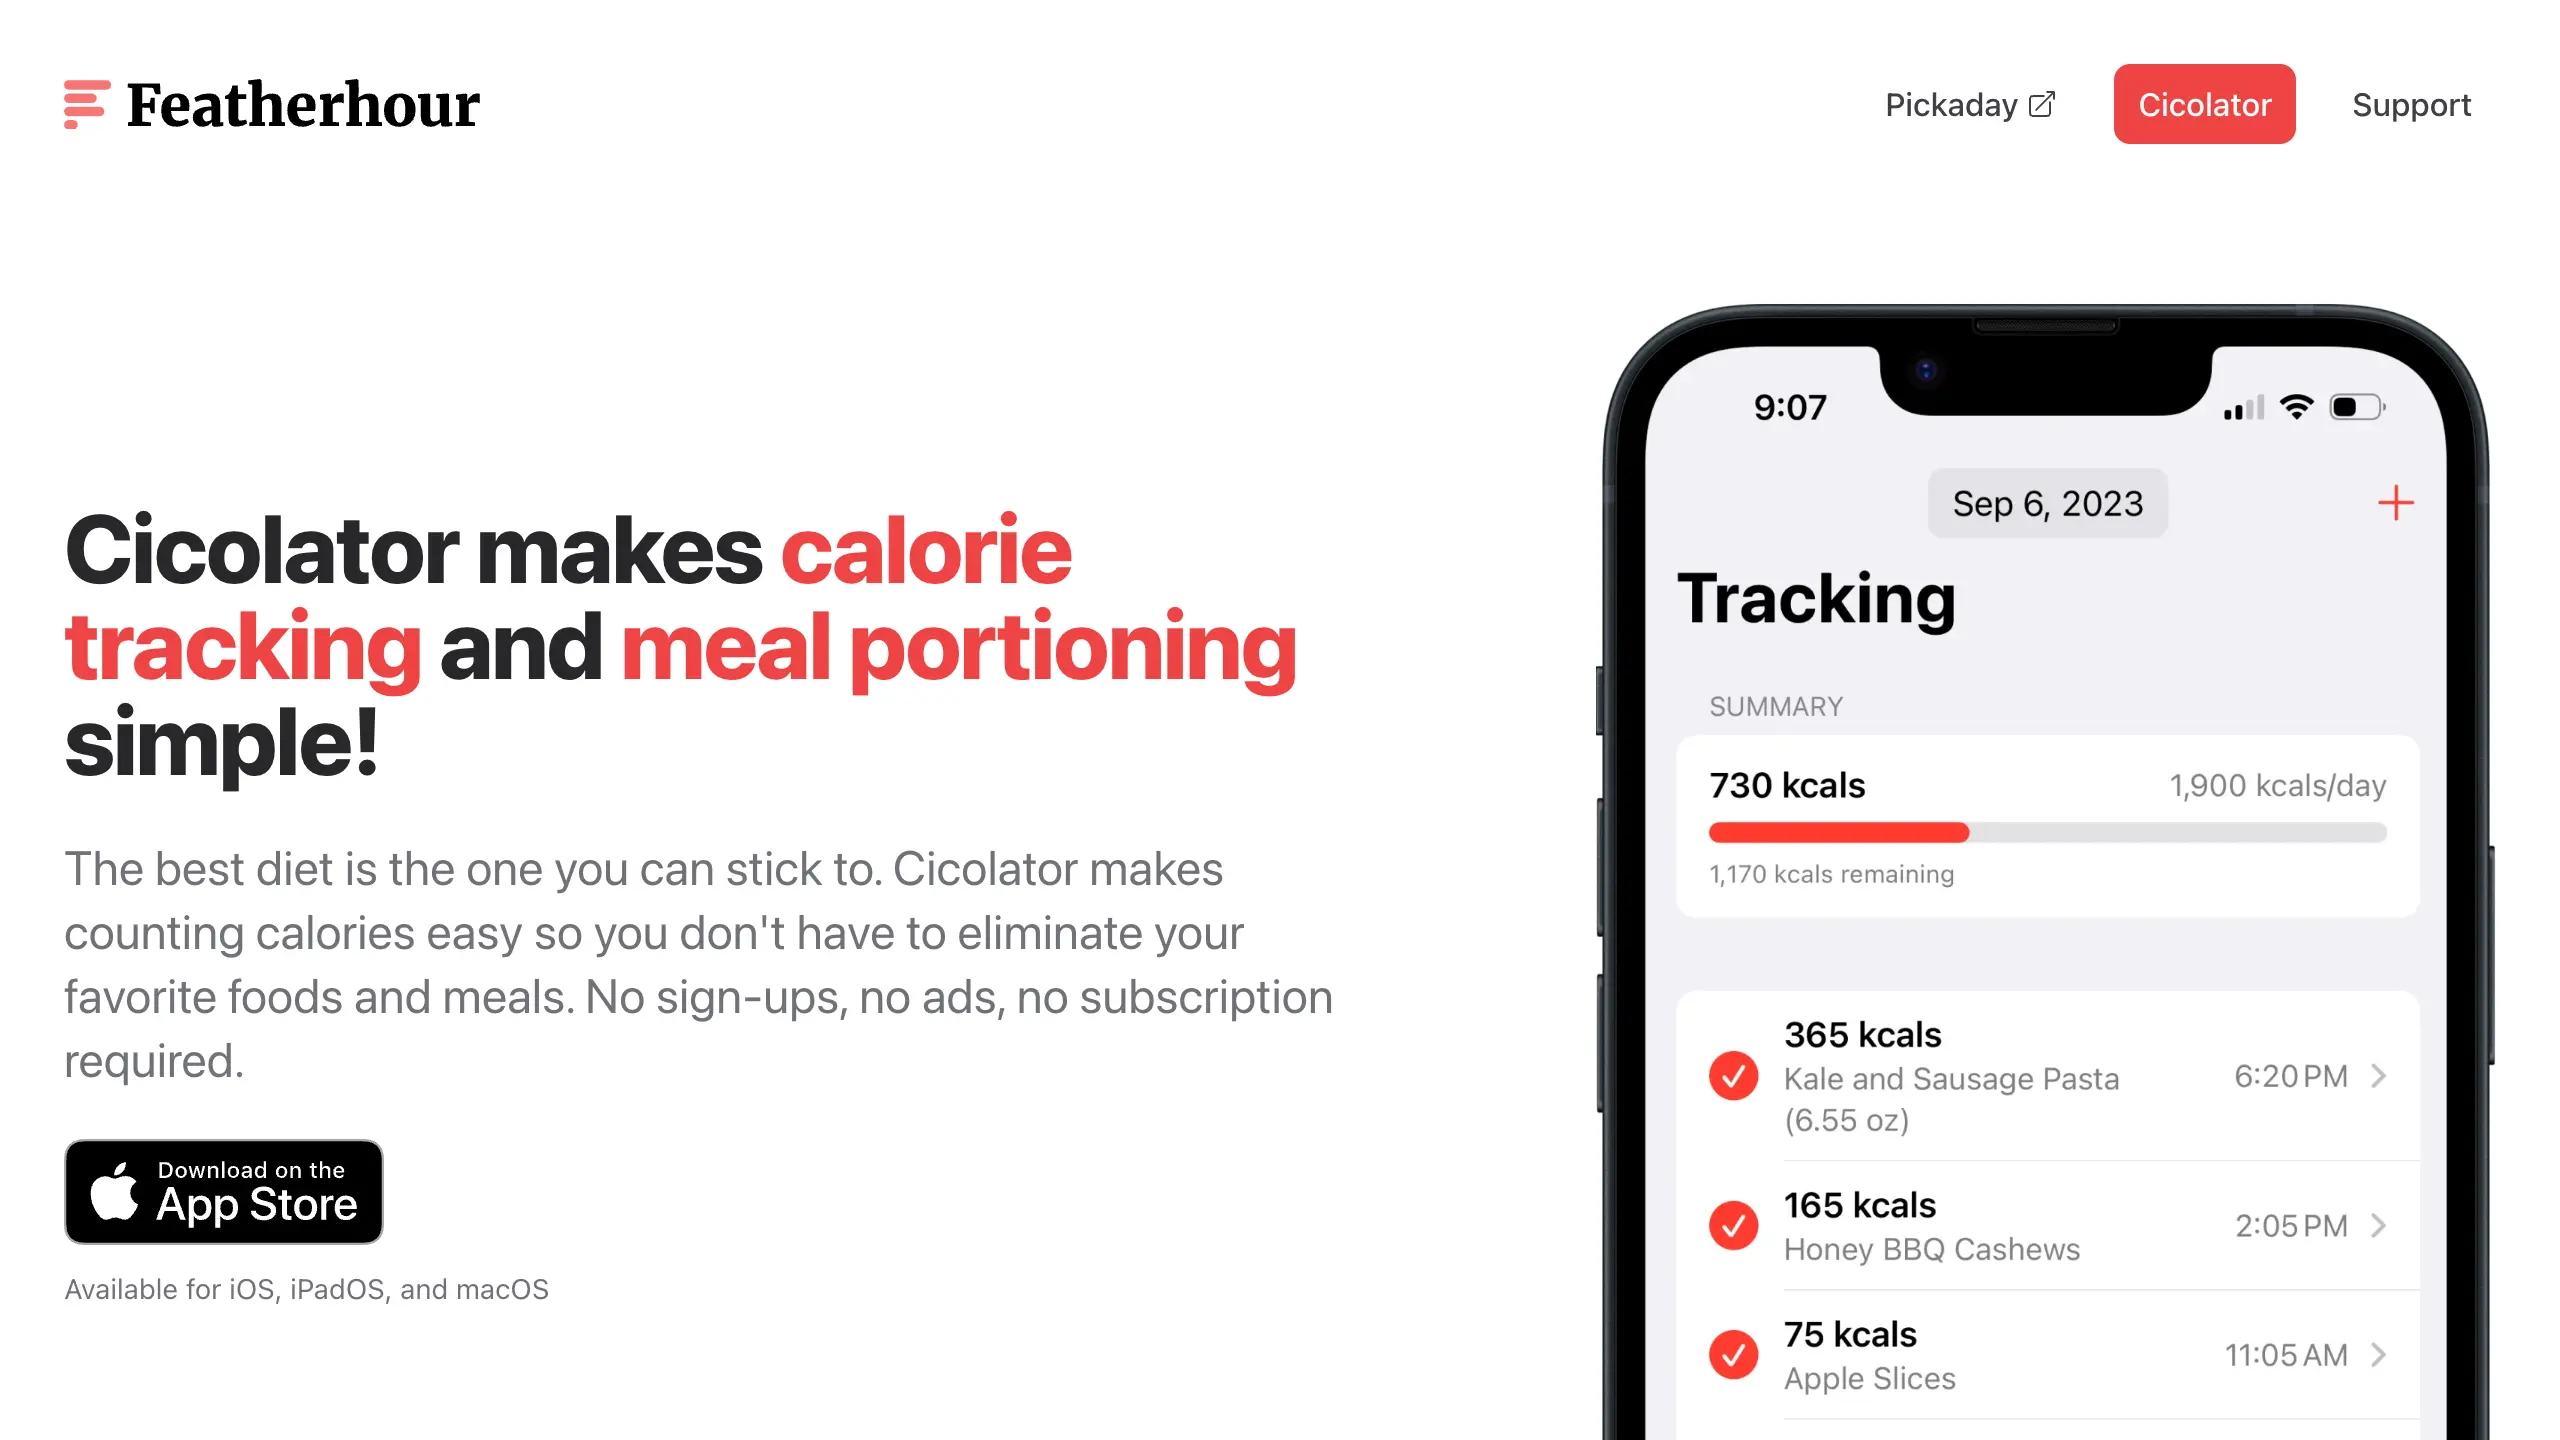 Featherhour
Pickaday
Cicolator
Support
Cicolator makes calorie
tracking and meal portioning
simple!
The best diet is the one you can stick to. Cicolator makes
counting calories easy so you don't have to eliminate your
favorite foods and meals. No sign-ups, no ads, no subscription
required.
Download on the
App Store
Available for iOS, iPadOS, and macOS
9:07
Sep 6, 2023
Tracking
SUMMARY
730 kcals
1,900 kcals/day
1,170 kcals remaining
365 kcals
Kale and Sausage Pasta
(6.55 oz)
6:20 PM
165 kcals
Honey BBQ Cashews
2:05 PM
75 kcals
Apple Slices
11:05 AM